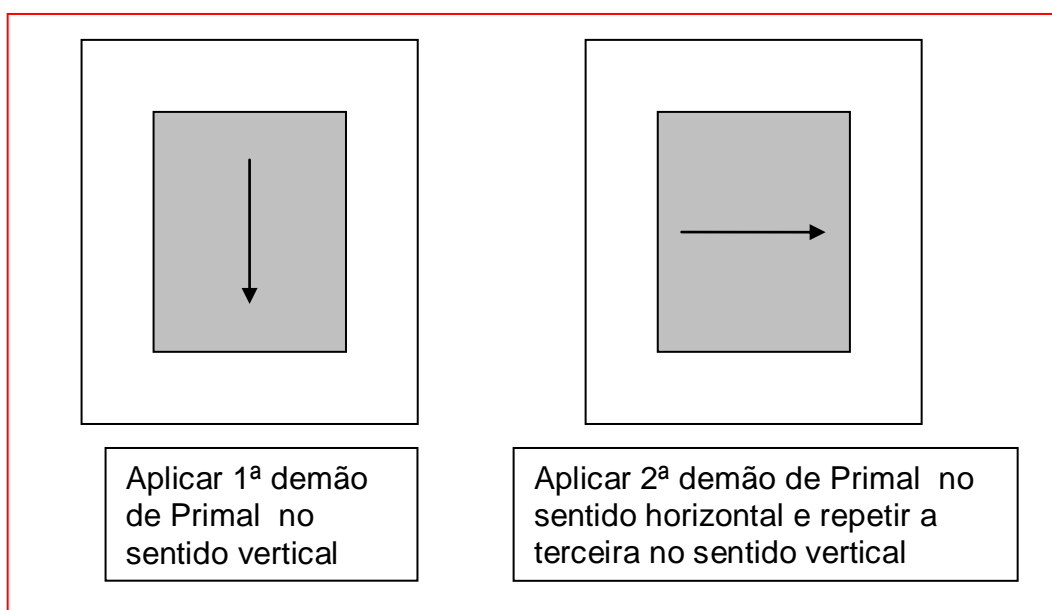 Aplicar 1ª demão
de Primal no
sentido vertical
Aplicar 2ª demão de Primal no
sentido horizontal e repetir a
terceira no sentido vertical